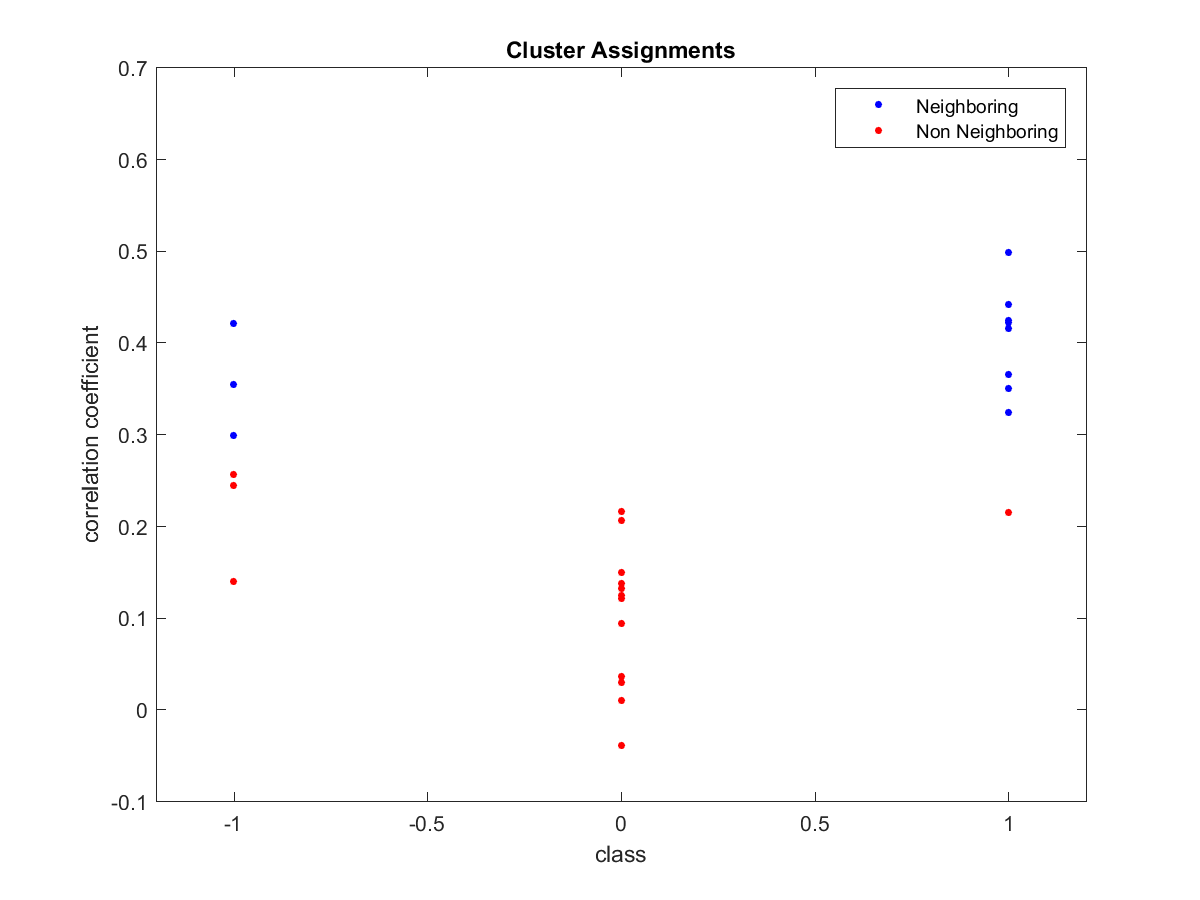 Cluster Assignments
0.7
Neighboring
Non Neighboring
0.6
0.5
0.4
0.3
0.2
0.1
0
-0.1
correlation coefficient
-1
-0.5
0
0.5
1
class